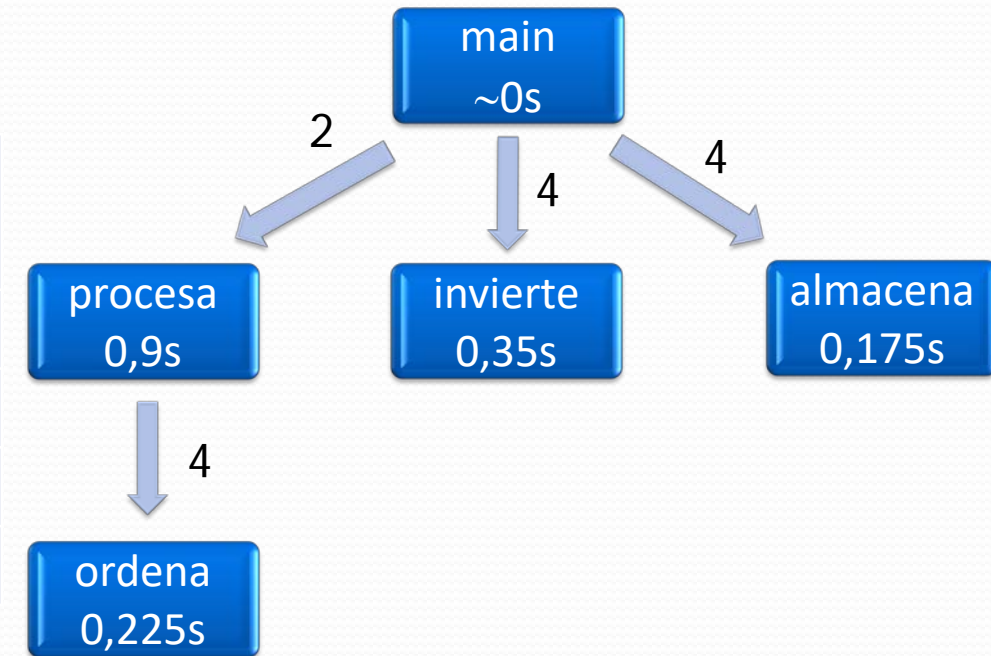 main
~0s
2
4
4
procesa
0,9s
invierte
0,35s
almacena
0,175s
4
ordena
0,225s